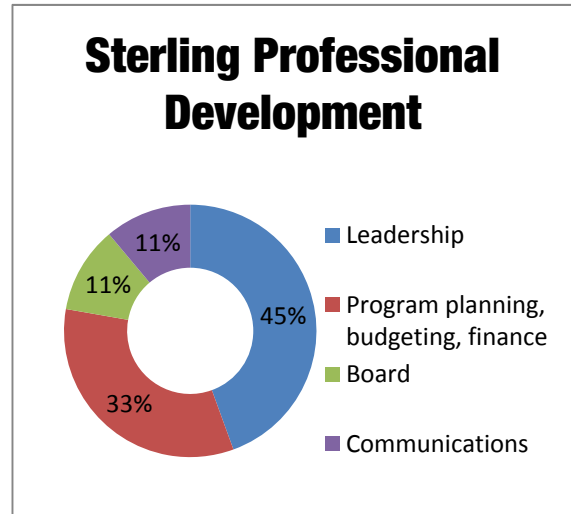 Sterling Professional
Development
11%
11%
45%
33%
Leadership
Program planning,
budgeting, finance
Board
Communications